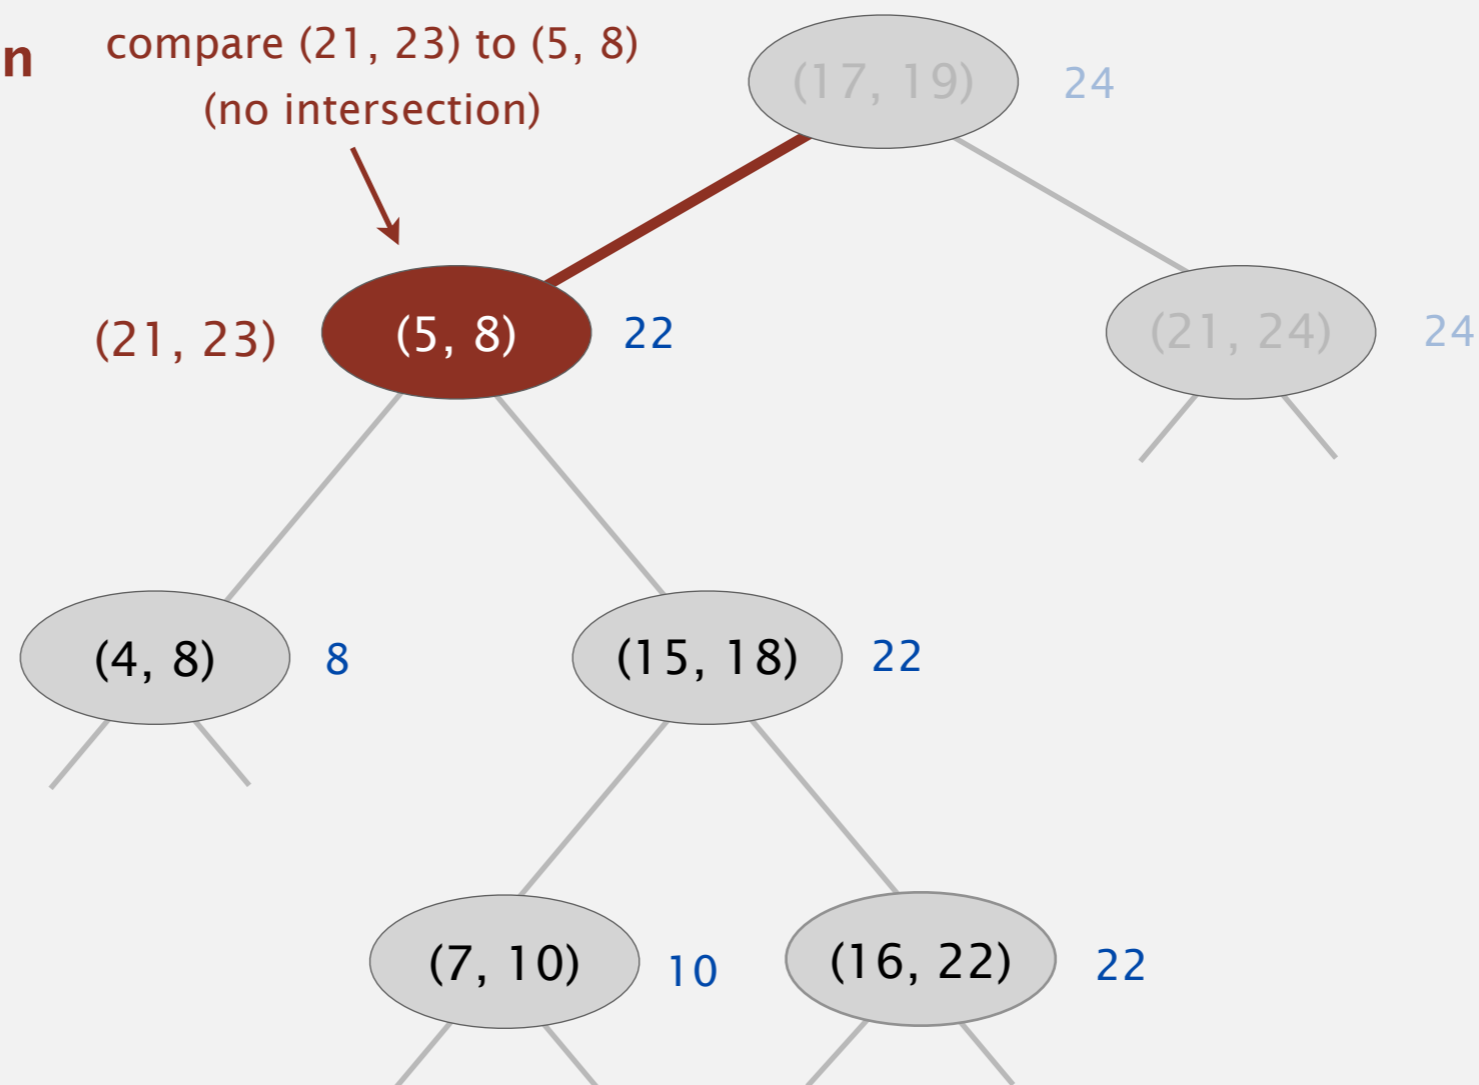 n
compare (21, 23) to (5, 8)
(no intersection)
(17, 19) 24
(21, 23) (5, 8) 22 (21, 24) 24
(4, 8) 8 (15, 18) 22
(7, 10) 10 (16, 22) 22